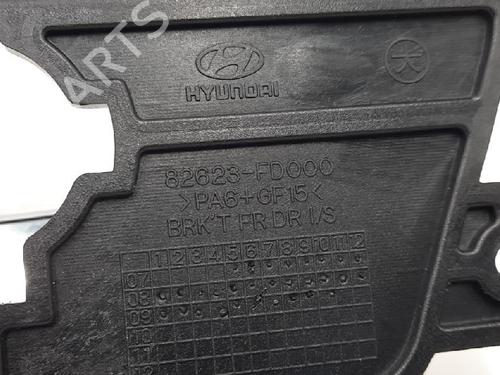 ARTS
HYUNDAI
82623-FD000
>PA6+GF15<
BRK'T FR DR I/S
1 2 3 4 5 6 7 8 9 10 11 12
07
08
09
10
11